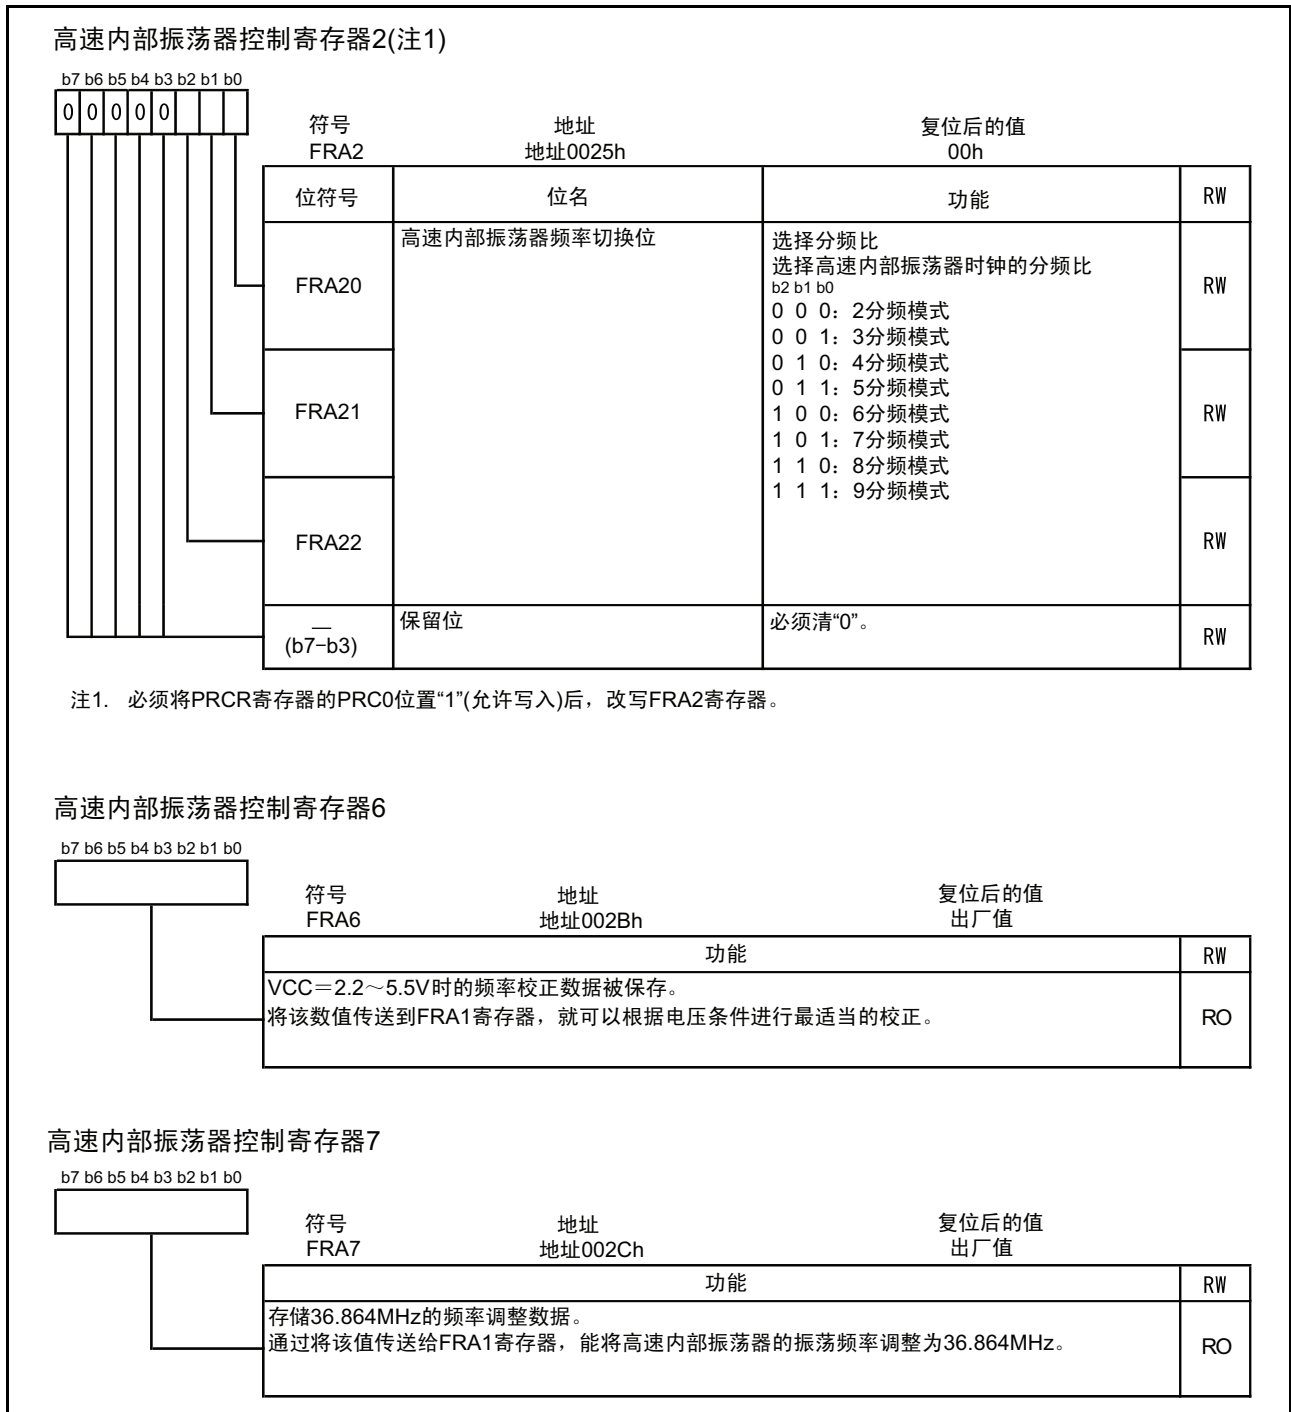 高速内部振荡器控制寄存器2(注1)
b7 b6 b5 b4 b3 b2 b1 b0
0 0 0 0 0
符号 地址 复位后的值
FRA2 地址0025h 00h
位符号 位名 功能 RW
FRA20 高速内部振荡器频率切换位 选择分频比
选择高速内部振荡器时钟的分频比
b2 b1 b0
0 0 0：2分频模式
0 0 1：3分频模式
0 1 0：4分频模式
0 1 1：5分频模式
1 0 0：6分频模式
1 0 1：7分频模式
1 1 0：8分频模式
1 1 1：9分频模式
RW
FRA21 RW
FRA22 RW
— 保留位 必须清“0”。 RW
(b7-b3)
注1. 必须将PRCR寄存器的PRC0位置“1”(允许写入)后，改写FRA2寄存器。
高速内部振荡器控制寄存器6
b7 b6 b5 b4 b3 b2 b1 b0
符号 地址 复位后的值
FRA6 地址002Bh 出厂值
功能 RW
VCC＝2.2～5.5V时的频率校正数据被保存。
将该数值传送到FRA1寄存器，就可以根据电压条件进行最适当的校正。 RO
高速内部振荡器控制寄存器7
b7 b6 b5 b4 b3 b2 b1 b0
符号 地址 复位后的值
FRA7 地址002Ch 出厂值
功能 RW
存储36.864MHz的频率调整数据。
通过将该值传送给FRA1寄存器，能将高速内部振荡器的振荡频率调整为36.864MHz。 RO